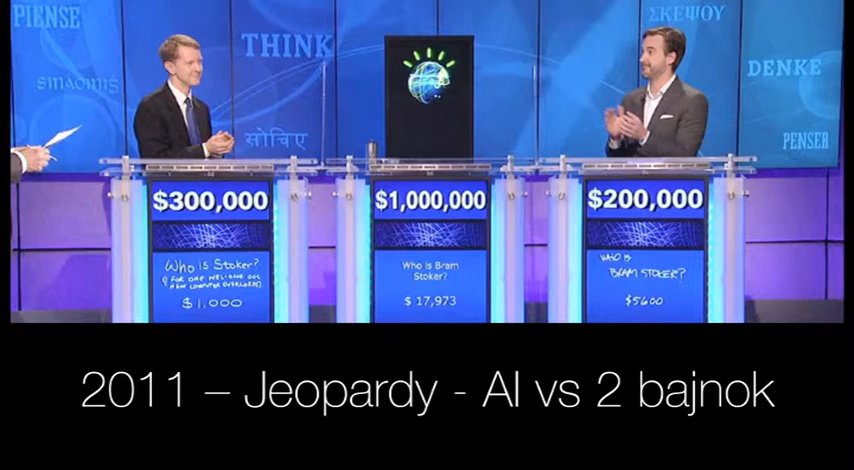 PIENSE
THINK
ΣΚΕΨΟΥ
DENKE
सोचिए
PENSER
$300,000
$1,000,000
$200,000
Who is Stoker?
(I FOR ONE WELCOME OUR
NEW COMPUTER OVERLORDS)
$1,000
Who is Bram
Stoker?
$ 17,973
WHO IS
BRAM STOKER?
$5600
2011 – Jeopardy - AI vs 2 bajnok